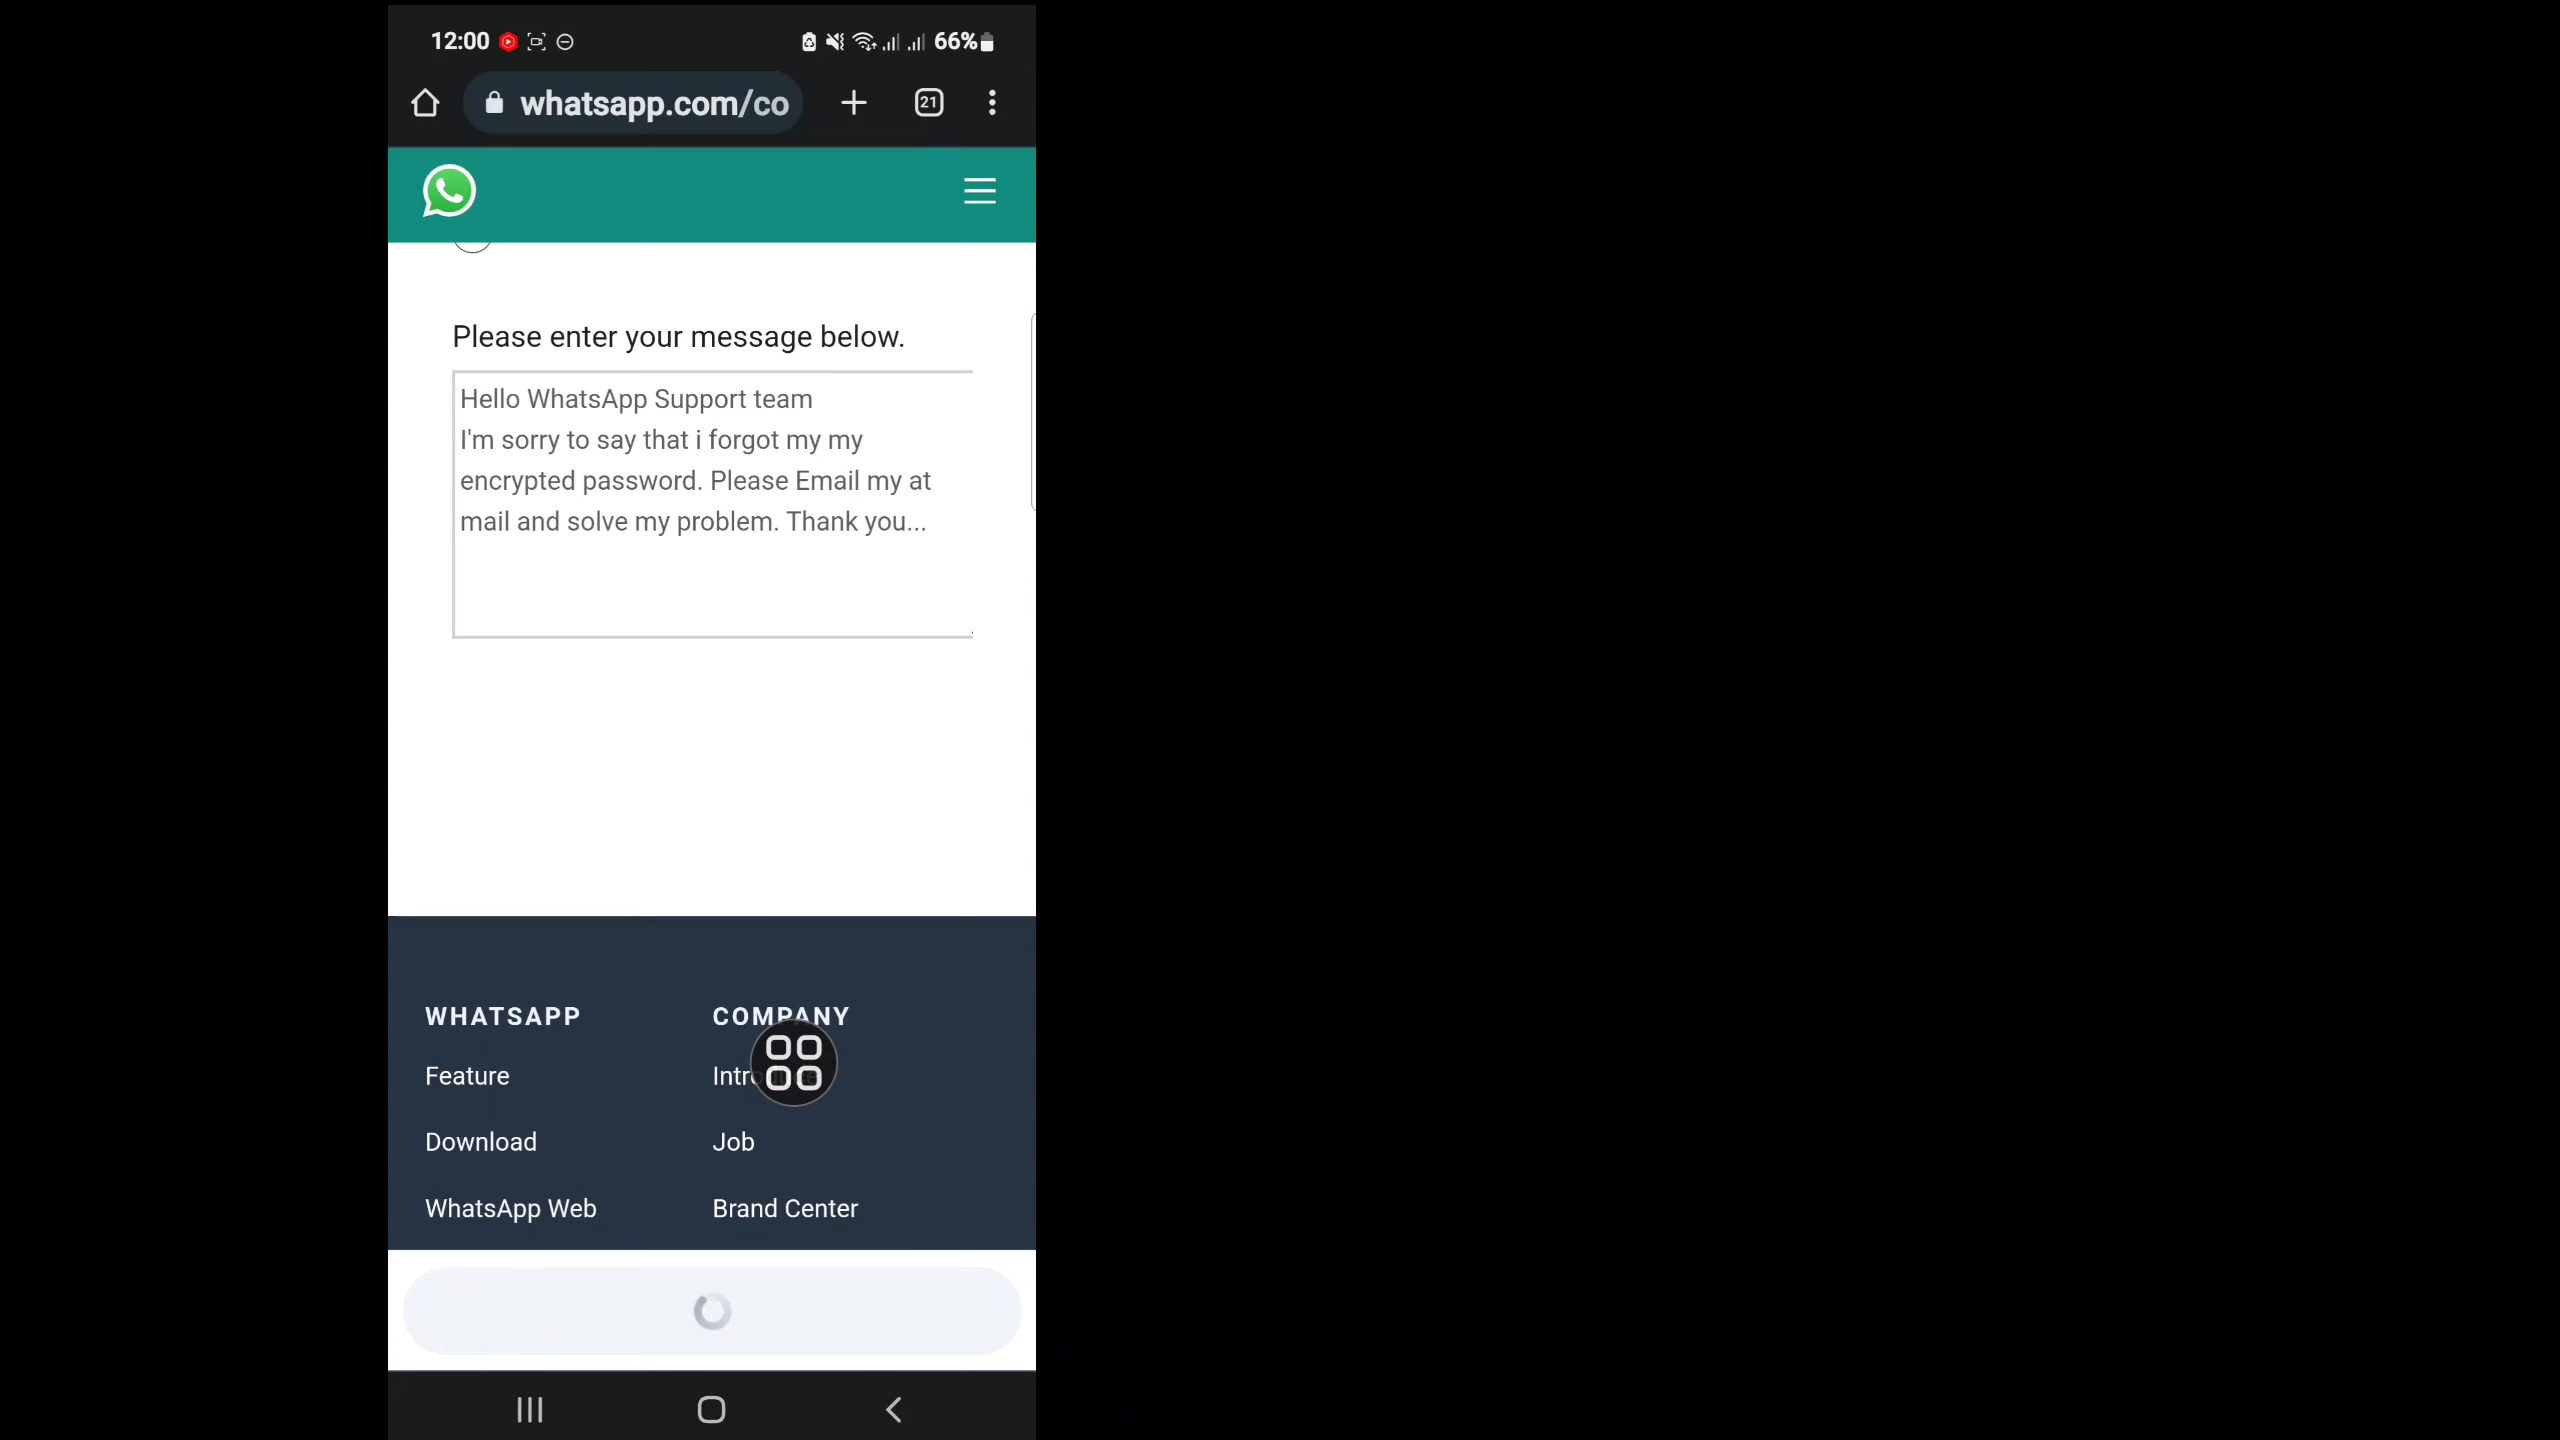 12:00
66%
whatsapp.com/co
21
Please enter your message below.
Hello WhatsApp Support team
I'm sorry to say that i forgot my my
encrypted password. Please Email my at
mail and solve my problem. Thank you...
WHATSAPP
COMPANY
Feature
Download
Job
WhatsApp Web
Brand Center